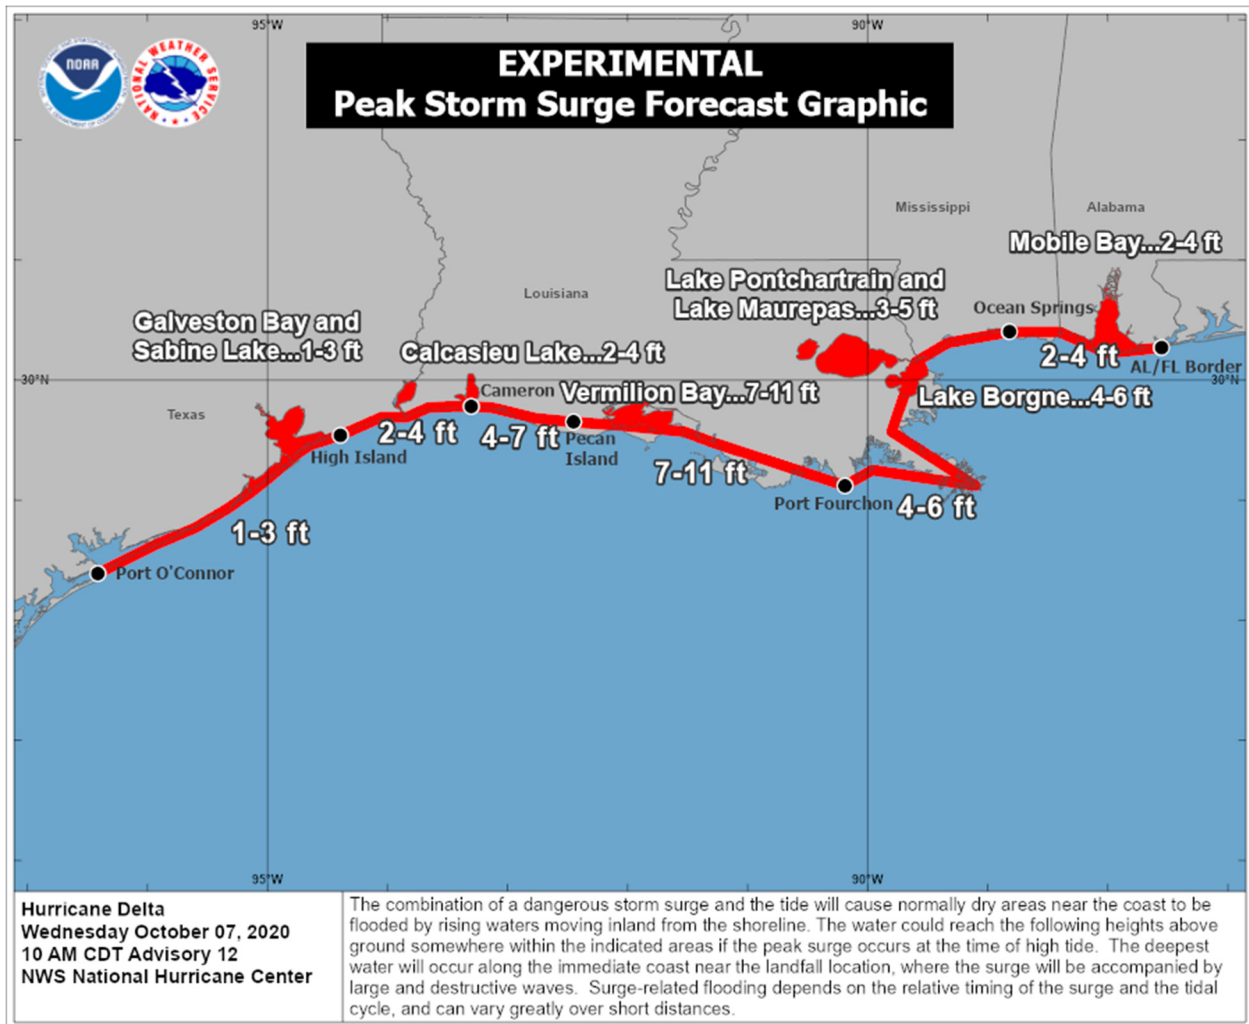 95°W
90°W
NOAA
NATIONAL WEATHER SERVICE
EXPERIMENTAL
Peak Storm Surge Forecast Graphic
Mississippi
Alabama
Mobile Bay...2-4 ft
Lake Pontchartrain and
Lake Maurepas...3-5 ft
Louisiana
Ocean Springs
Galveston Bay and
Sabine Lake...1-3 ft
Calcasieu Lake...2-4 ft
2-4 ft
AL/FL Border
30°N
30°N
Cameron
Vermilion Bay...7-11 ft
Lake Borgne...4-6 ft
Texas
2-4 ft
4-7 ft
Pecan
Island
High Island
7-11 ft
Port Fourchon
4-6 ft
1-3 ft
Port O'Connor
95°W
90°W
Hurricane Delta
Wednesday October 07, 2020
10 AM CDT Advisory 12
NWS National Hurricane Center
The combination of a dangerous storm surge and the tide will cause normally dry areas near the coast to be
flooded by rising waters moving inland from the shoreline. The water could reach the following heights above
ground somewhere within the indicated areas if the peak surge occurs at the time of high tide.  The deepest
water will occur along the immediate coast near the landfall location, where the surge will be accompanied by
large and destructive waves.  Surge-related flooding depends on the relative timing of the surge and the tidal
cycle, and can vary greatly over short distances.